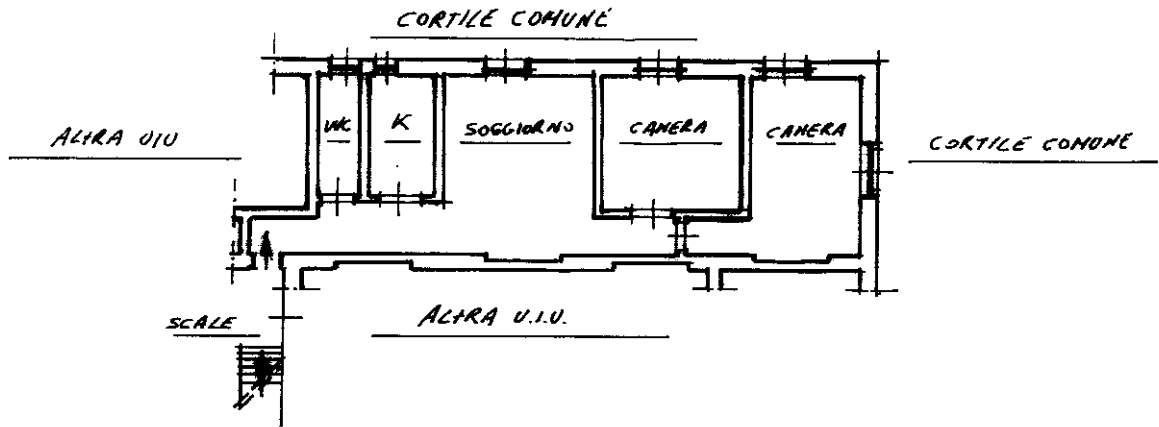 CORTILE COMUNE
ALTRA UIU
WC
K
SOGGIORNO
CAMERA
CAMERA
CORTILE COMUNE
SCALE
ALTRA U.I.U.